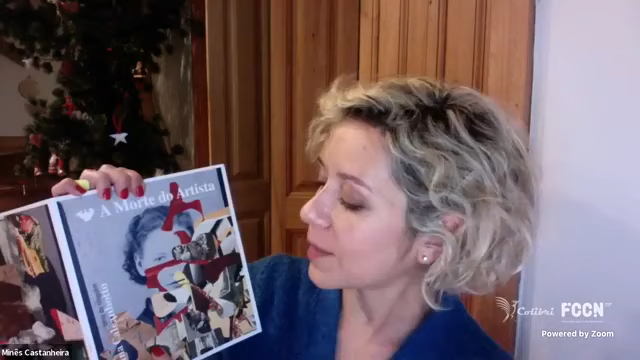 A Morte do Artista
Colibri
FCCN
Powered by Zoom
Minês Castanheira